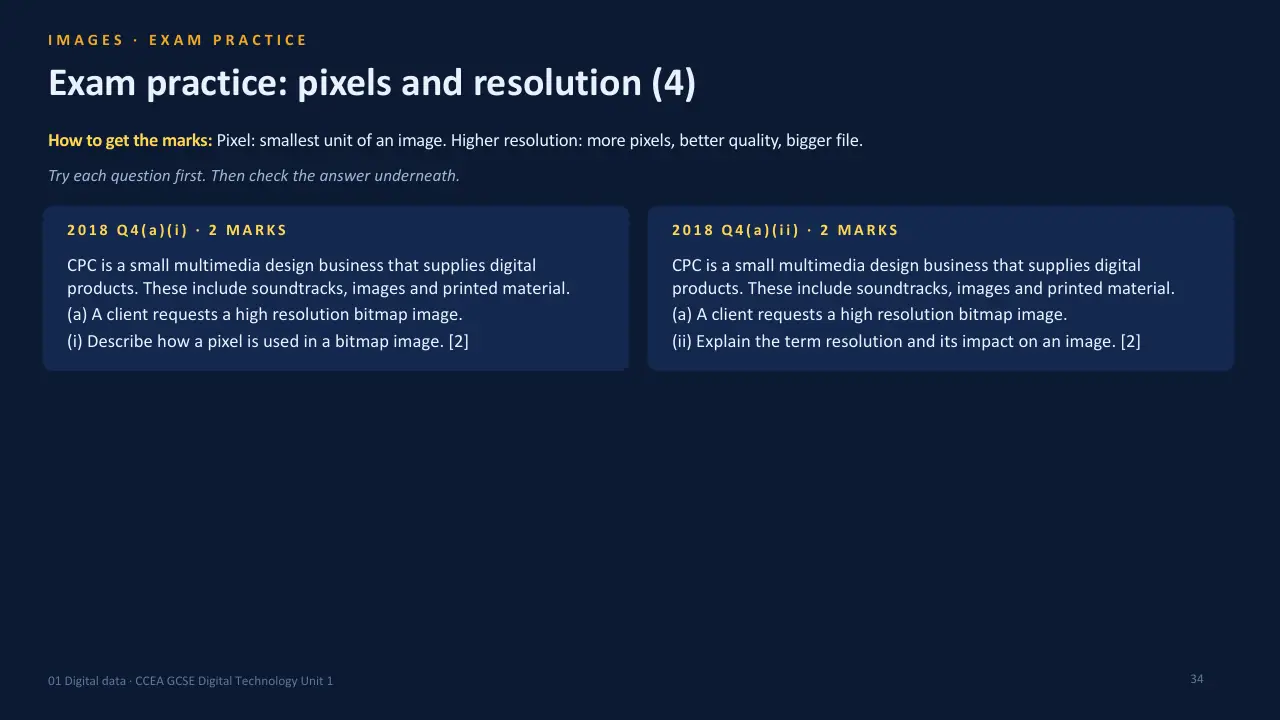 IMAGES · EXAM PRACTICE
Exam practice: pixels and resolution (4)
How to get the marks: Pixel: smallest unit of an image. Higher resolution: more pixels, better quality, bigger file.
Try each question first. Then check the answer underneath.
2018 Q4(a)(i) · 2 MARKS
CPC is a small multimedia design business that supplies digital
products. These include soundtracks, images and printed material.
(a) A client requests a high resolution bitmap image.
(i) Describe how a pixel is used in a bitmap image. [2]
2018 Q4(a)(ii) · 2 MARKS
CPC is a small multimedia design business that supplies digital
products. These include soundtracks, images and printed material.
(a) A client requests a high resolution bitmap image.
(ii) Explain the term resolution and its impact on an image. [2]
01 Digital data · CCEA GCSE Digital Technology Unit 1
34